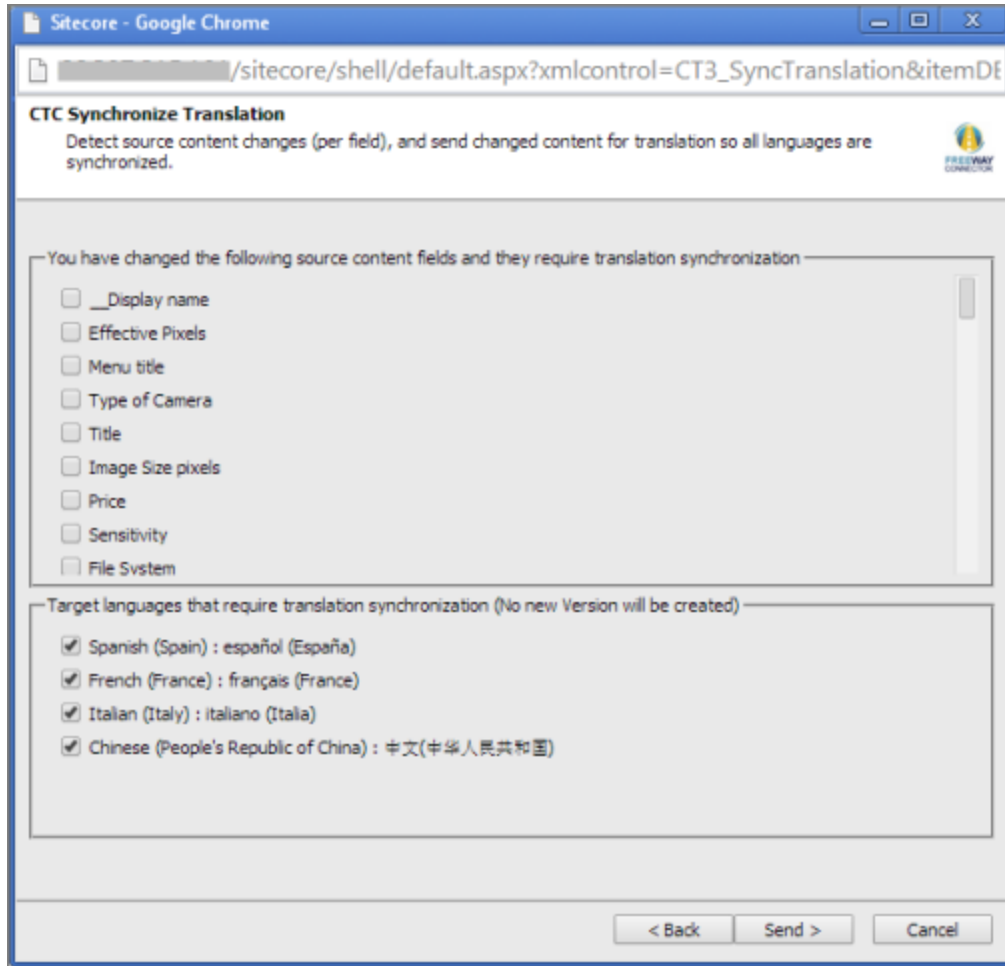 Sitecore - Google Chrome
/sitecore/shell/default.aspx?xmlcontrol=CT3_SyncTranslation&itemDE
CTC Synchronize Translation
Detect source content changes (per field), and send changed content for translation so all languages are
synchronized.
FREEWAY
CONNECTOR
You have changed the following source content fields and they require translation synchronization
__Display name
Effective Pixels
Menu title
Type of Camera
Title
Image Size pixels
Price
Sensitivity
File System
Target languages that require translation synchronization (No new Version will be created)
Spanish (Spain) : español (España)
French (France) : français (France)
Italian (Italy) : italiano (Italia)
Chinese (People's Republic of China) : 中文(中华人民共和国)
< Back Send > Cancel